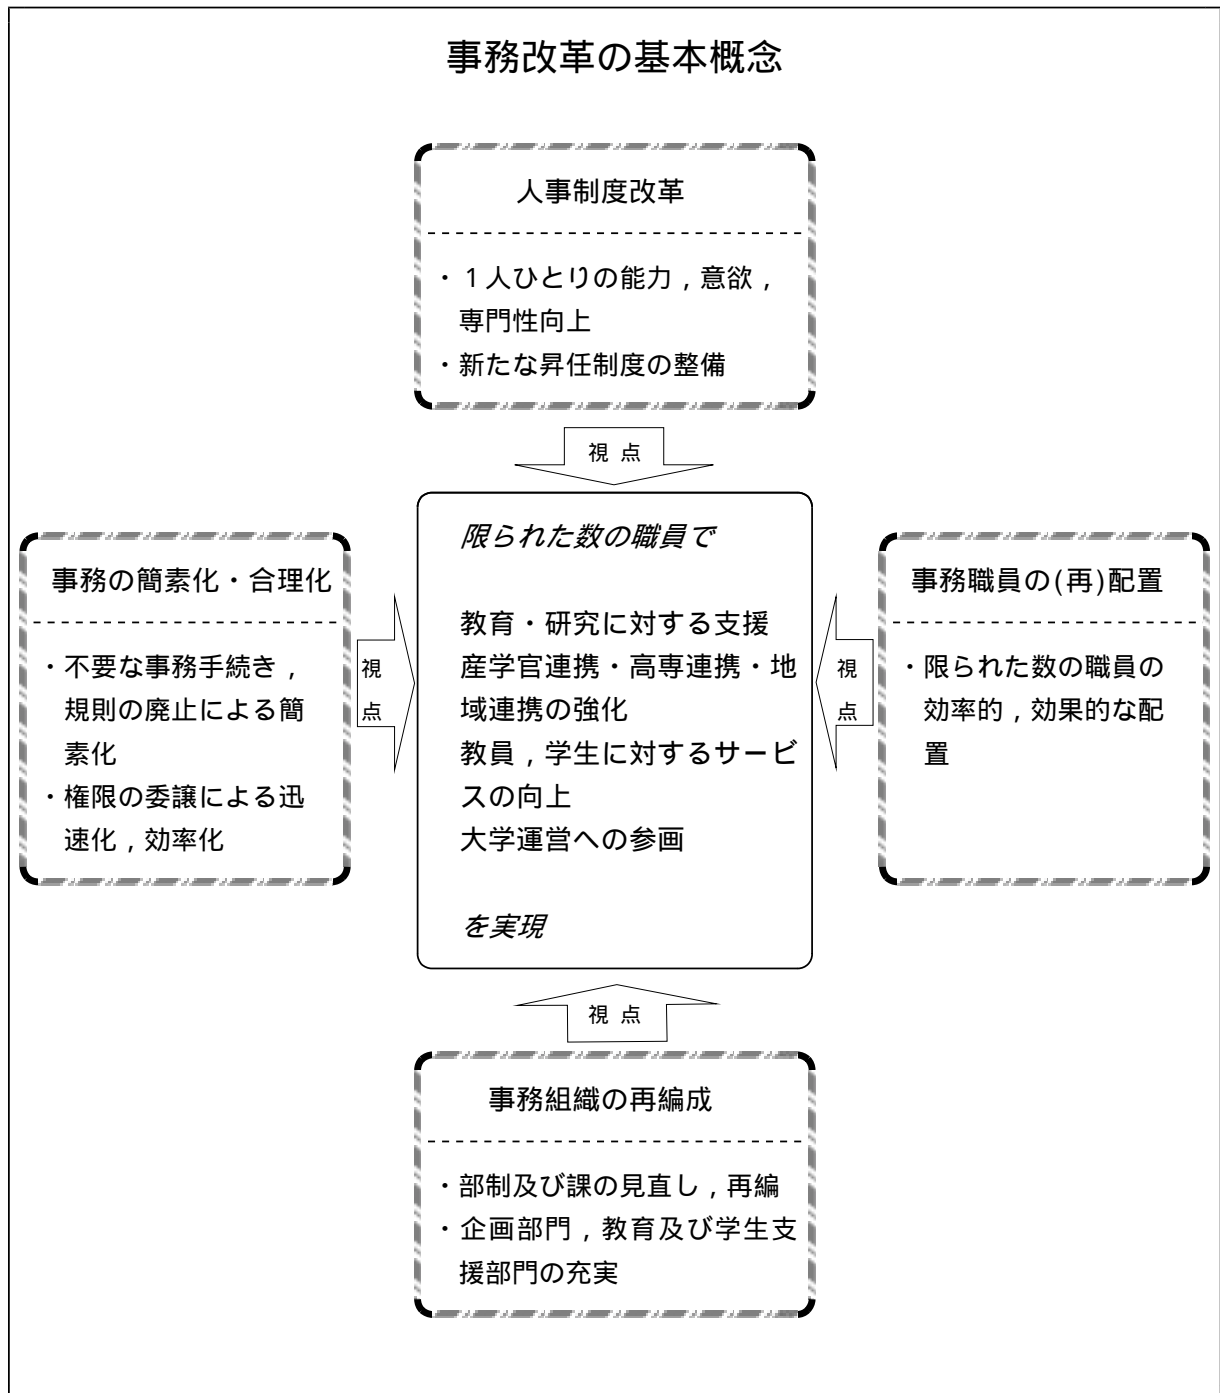 事務改革の基本概念
人事制度改革
・１人ひとりの能力，意欲，
専門性向上
・新たな昇任制度の整備
視 点
事務の簡素化・合理化
・不要な事務手続き，
規則の廃止による簡
素化
・権限の委譲による迅
速化，効率化
視
点
限られた数の職員で
教育・研究に対する支援
産学官連携・高専連携・地
域連携の強化
教員，学生に対するサービ
スの向上
大学運営への参画
を実現
視
点
事務職員の(再)配置
・限られた数の職員の
効率的，効果的な配
置
視 点
事務組織の再編成
・部制及び課の見直し，再編
・企画部門，教育及び学生支
援部門の充実